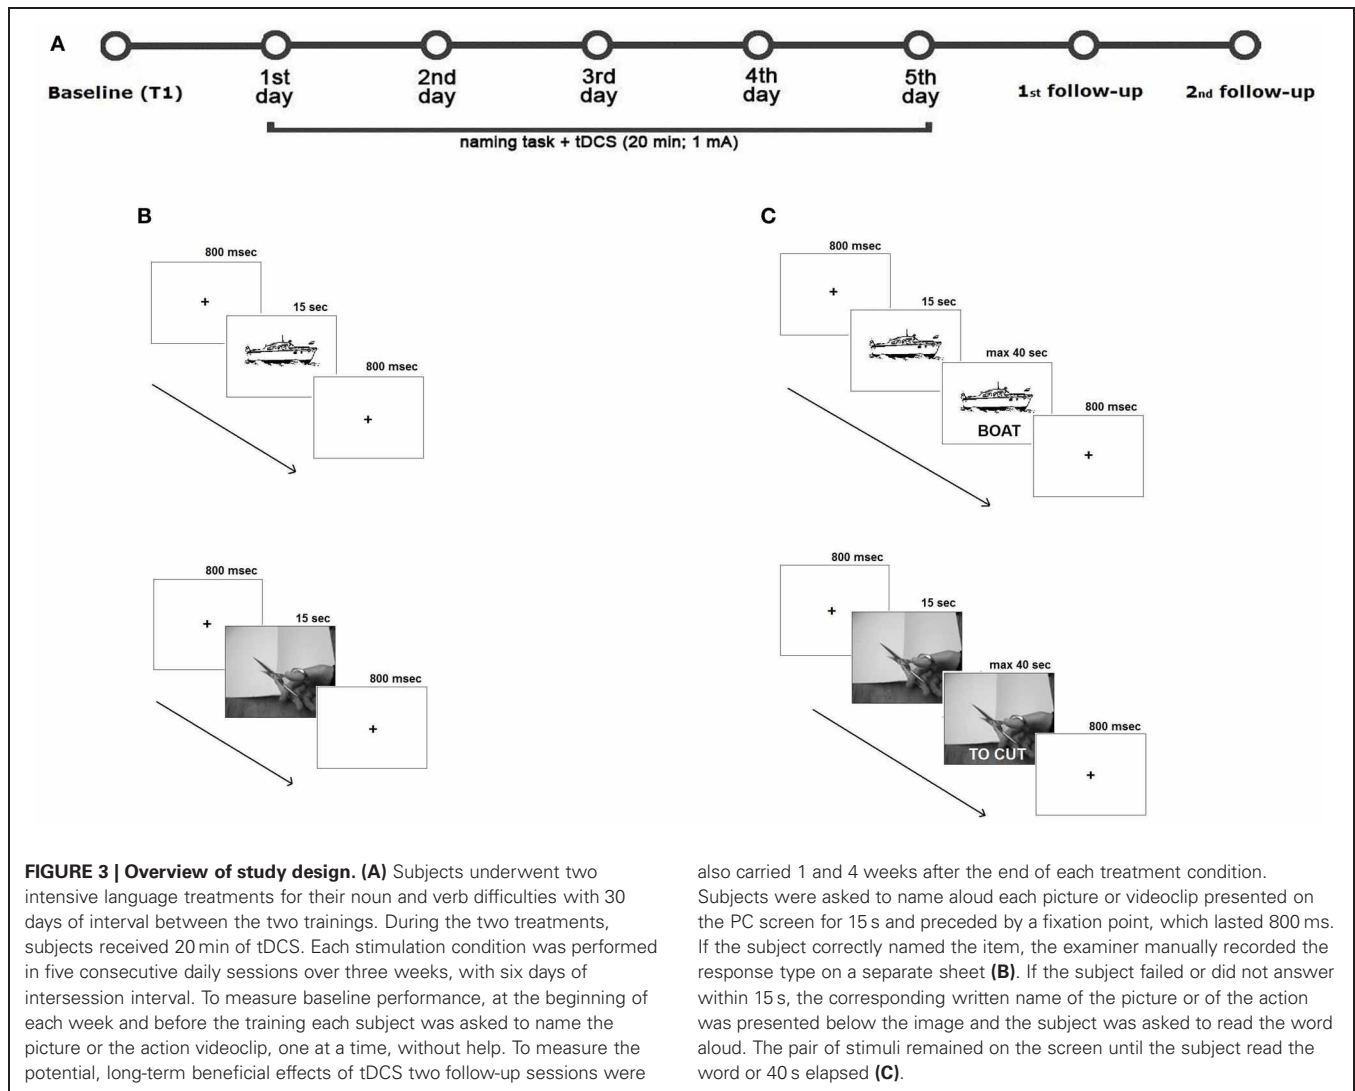 A
Baseline (T1)
1st
day
2nd
day
3rd
day
4th
day
5th
day
1st follow-up
2nd follow-up
naming task + tDCS (20 min; 1 mA)
B
800 msec
+
15 sec
800 msec
+
800 msec
+
15 sec
800 msec
+
C
800 msec
+
15 sec
max 40 sec
BOAT
800 msec
+
800 msec
+
15 sec
max 40 sec
TO CUT
800 msec
+
FIGURE 3 | Overview of study design. (A) Subjects underwent two
intensive language treatments for their noun and verb difficulties with 30
days of interval between the two trainings. During the two treatments,
subjects received 20 min of tDCS. Each stimulation condition was performed
in five consecutive daily sessions over three weeks, with six days of
intersession interval. To measure baseline performance, at the beginning of
each week and before the training each subject was asked to name the
picture or the action videoclip, one at a time, without help. To measure the
potential, long-term beneficial effects of tDCS two follow-up sessions were
also carried 1 and 4 weeks after the end of each treatment condition.
Subjects were asked to name aloud each picture or videoclip presented on
the PC screen for 15 s and preceded by a fixation point, which lasted 800 ms.
If the subject correctly named the item, the examiner manually recorded the
response type on a separate sheet (B). If the subject failed or did not answer
within 15 s, the corresponding written name of the picture or of the action
was presented below the image and the subject was asked to read the word
aloud. The pair of stimuli remained on the screen until the subject read the
word or 40 s elapsed (C).